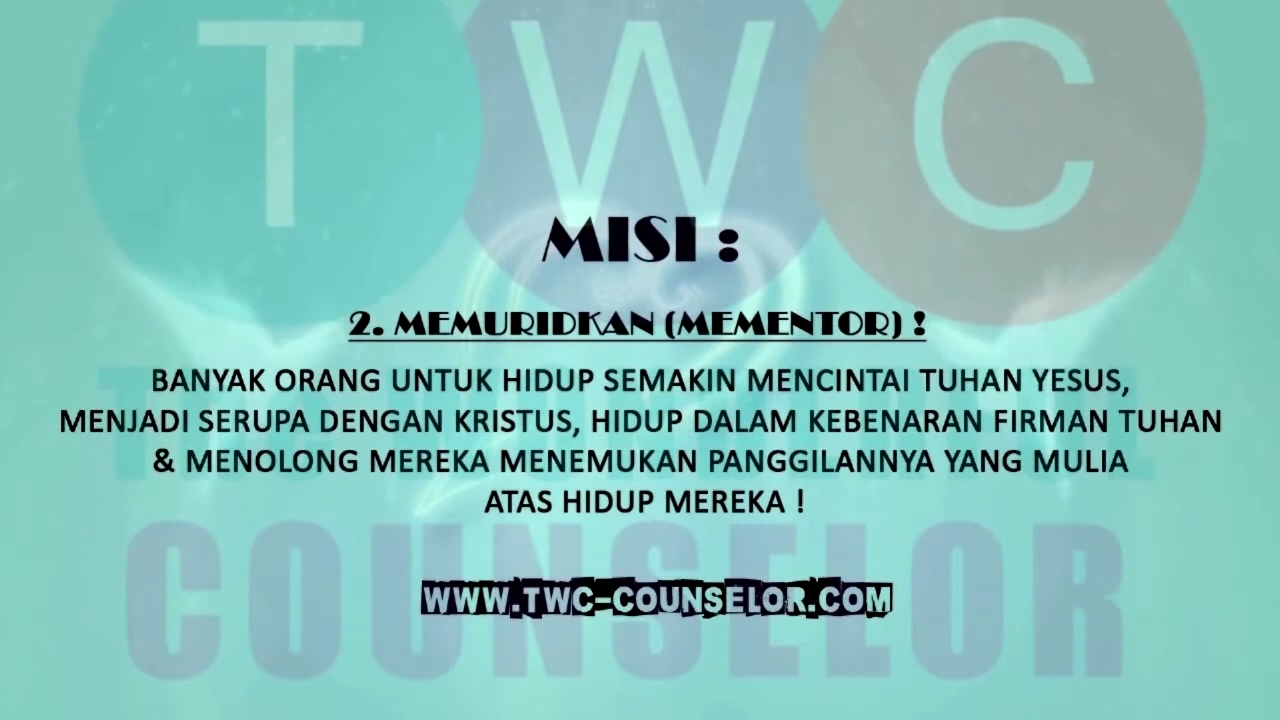 T W C
MISI :
2. MEMURIDKAN (MEMENTOR) !
BANYAK ORANG UNTUK HIDUP SEMAKIN MENCINTAI TUHAN YESUS,
MENJADI SERUPA DENGAN KRISTUS, HIDUP DALAM KEBENARAN FIRMAN TUHAN
& MENOLONG MEREKA MENEMUKAN PANGGILANNYA YANG MULIA
ATAS HIDUP MEREKA !
COUNSELOR
WWW.TWC-COUNSELOR.COM